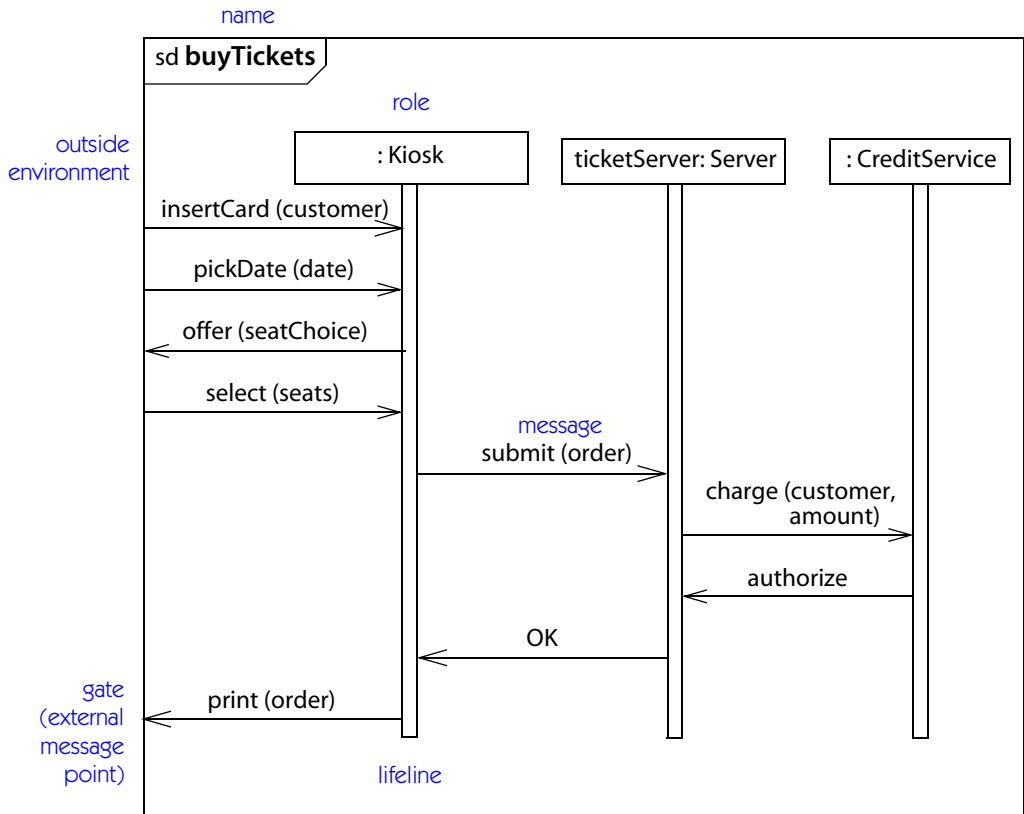 name
sd buyTickets
role
outside
environment
: Kiosk
ticketServer: Server
: CreditService
insertCard (customer)
pickDate (date)
offer (seatChoice)
select (seats)
message
submit (order)
charge (customer,
amount)
authorize
OK
gate
(external
message
point)
print (order)
lifeline